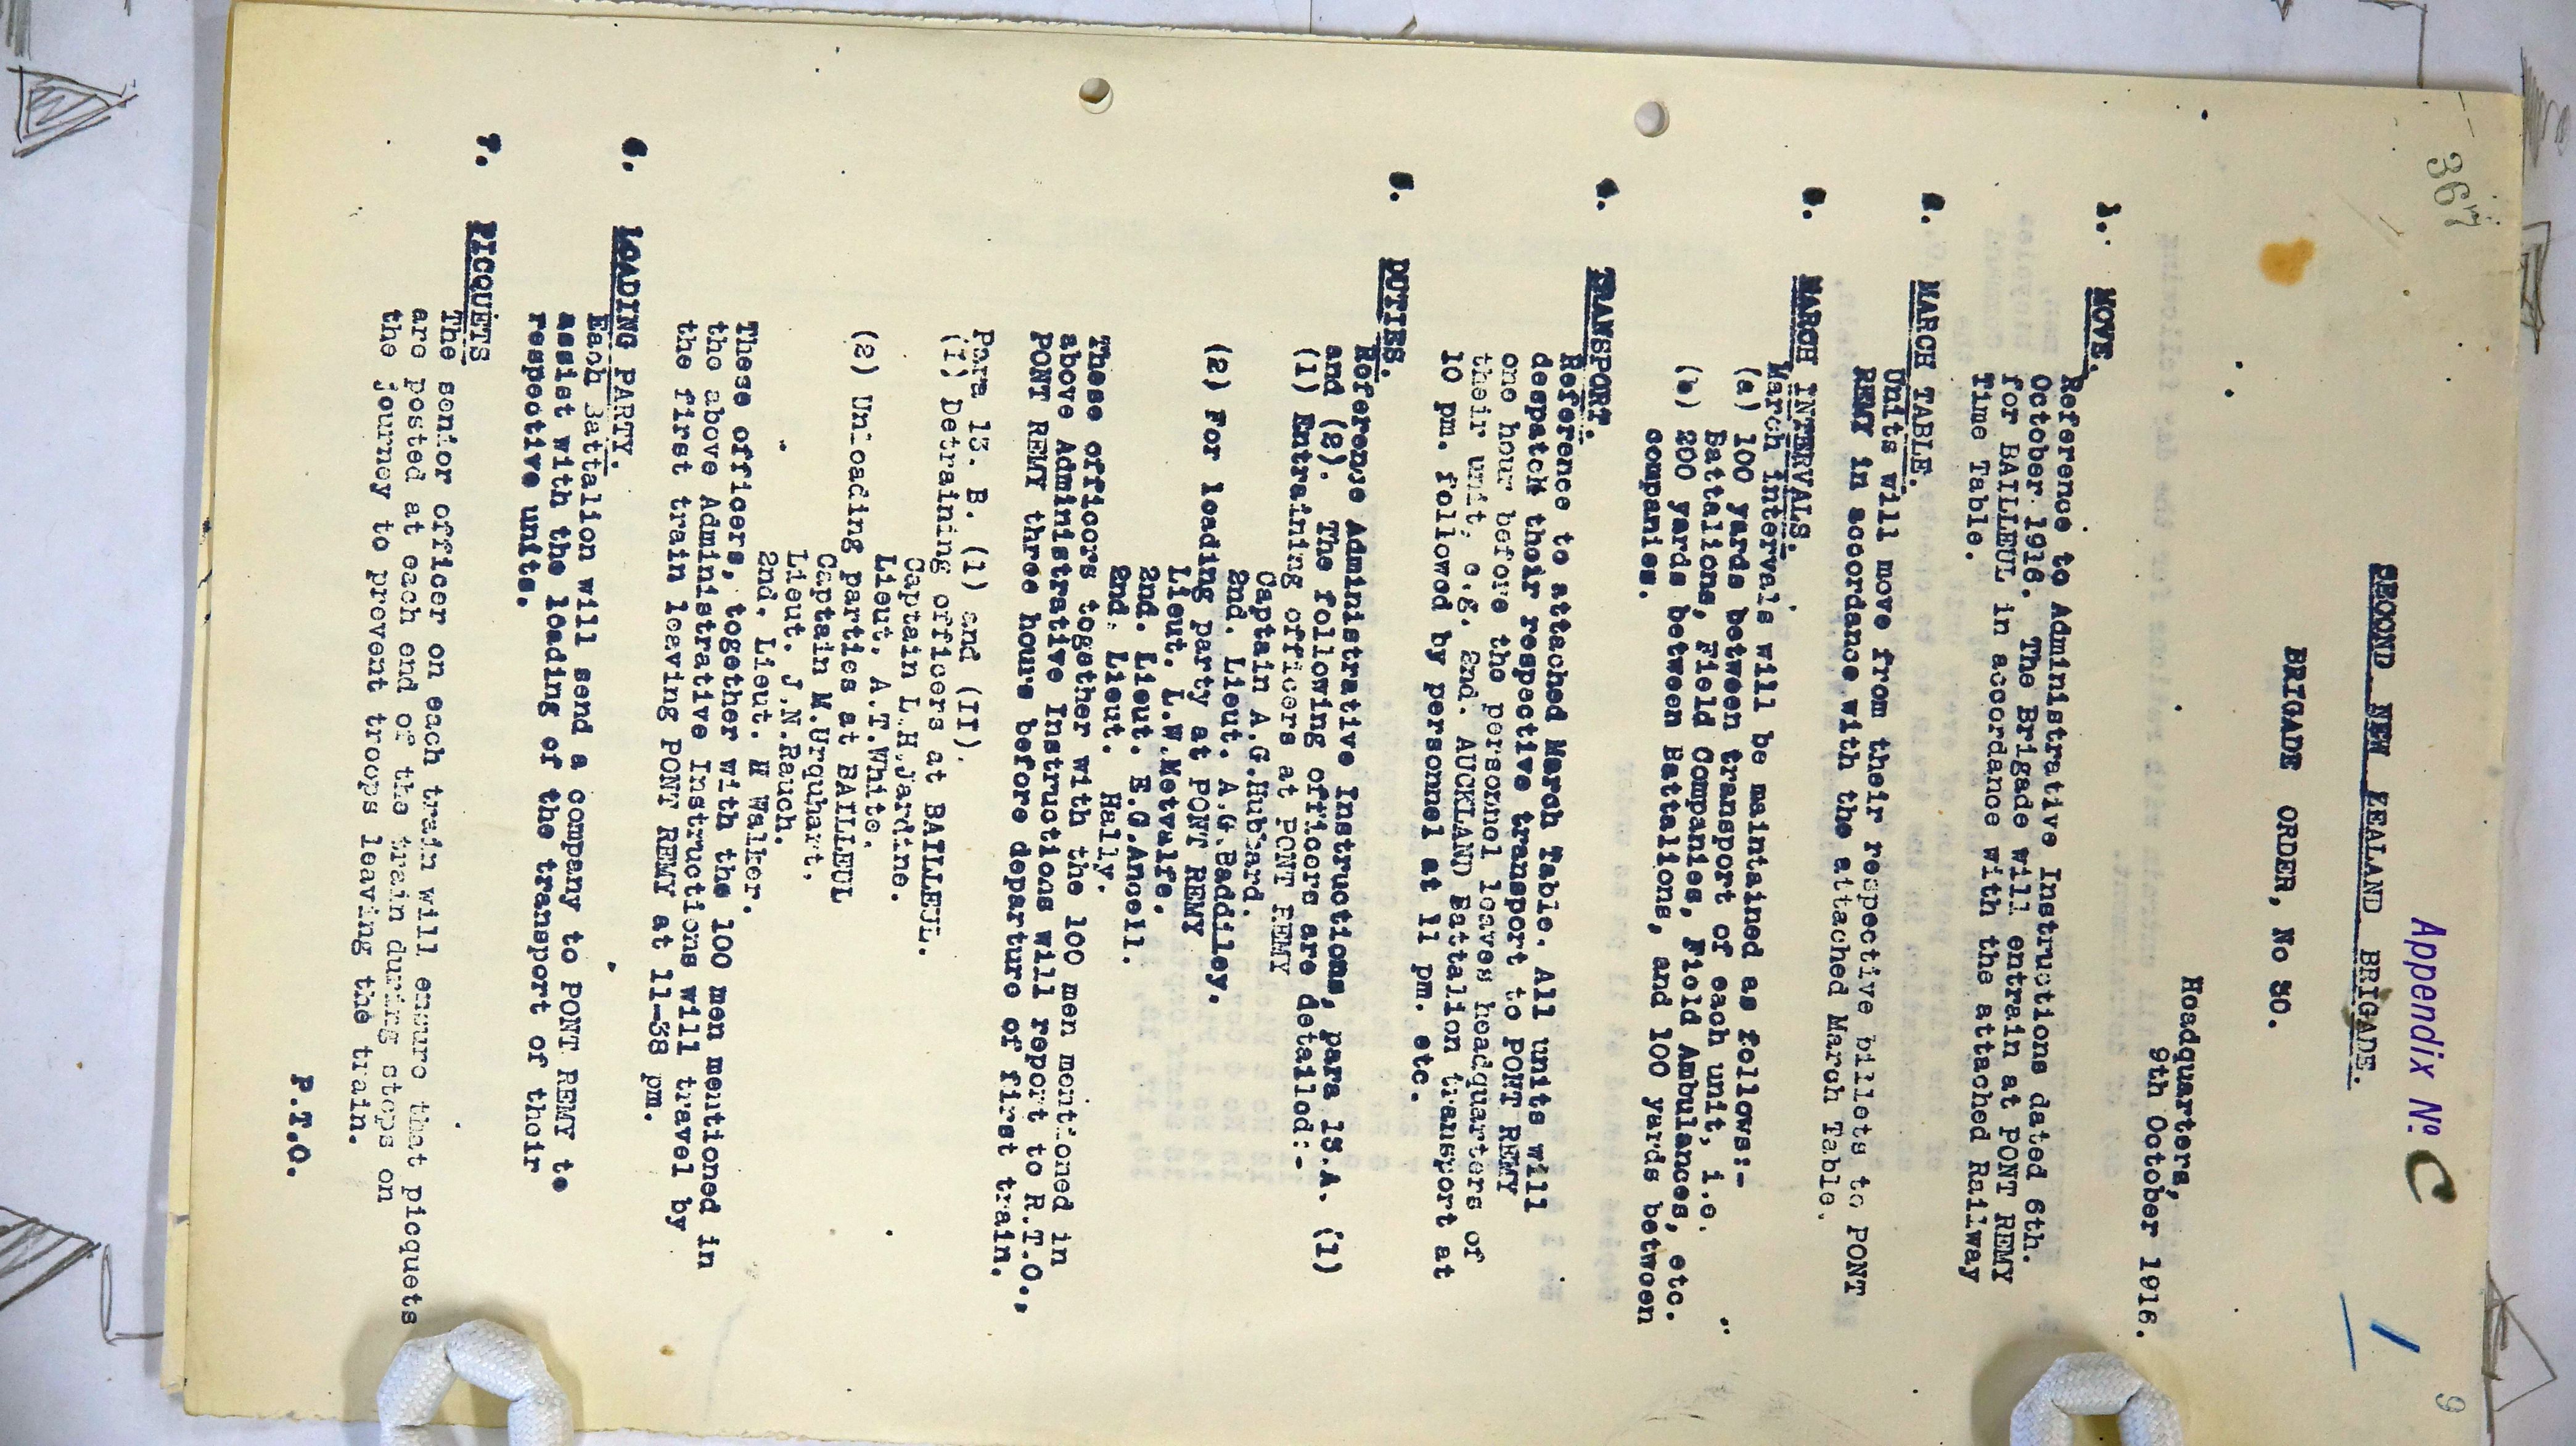 367
Appendix No C
1
9
SECOND NEW ZEALAND BRIGADE.
BRIGADE ORDER, No 30.
Headquarters,
9th October 1916.
1. MOVE.
Reference to Administrative Instructions dated 6th.
October 1916. The Brigade will entrain at PONT REMY
for BAILLEUL in accordance with the attached Railway
Time Table.
2. MARCH TABLE.
Units will move from their respective billets to PONT
REMY in accordance with the attached March Table.
3. MARCH INTERVALS.
March intervals will be maintained as follows:-
(a) 100 yards between transport of each unit, i.e.
Battalions, Field Companies, Field Ambulances, etc.
(b) 200 yards between Battalions, and 100 yards between
companies.
4. TRANSPORT.
Reference to attached March Table. All units will
despatch their respective transport to PONT REMY
one hour before the personnel leaves headquarters of
their unit, e.g. 2nd. AUCKLAND Battalion transport at
10 pm. followed by personnel at 11 pm. etc.
5. DUTIES.
Reference Administrative Instructions, para 13.A. (1)
and (2). The following officers are detailed:-
(1) Entraining officers at PONT REMY
Captain A.G.Hubbard.
2nd. Lieut. A.G.Baddiley.
(2) For loading party at PONT REMY
Lieut. L.W.Metvalfe.
2nd. Lieut. E.G.Ancell.
2nd. Lieut. Hally.
These officers together with the 100 men mentioned in
above Administrative Instructions will report to R.T.O.,
PONT REMY three hours before departure of first train.
Para 13. B. (1) and (II).
(1) Detraining officers at BAILLEUL.
Captain L.H.Jardine.
Lieut. A.T.White.
(2) Unloading parties at BAILLEUL
Captain M.Urquhart.
Lieut. J.N.Rauch.
2nd. Lieut. W Walker.
These officers, together with the 100 men mentioned in
the above Administrative Instructions will travel by
the first train leaving PONT REMY at 11-38 pm.
6. LOADING PARTY.
Each Battalion will send a company to PONT REMY to
assist with the loading of the transport of their
respective units.
7. PICQUETS
The senior officer on each train will ensure that picquets
are posted at each end of the train during stops on
the journey to prevent troops leaving the train.
P.T.O.